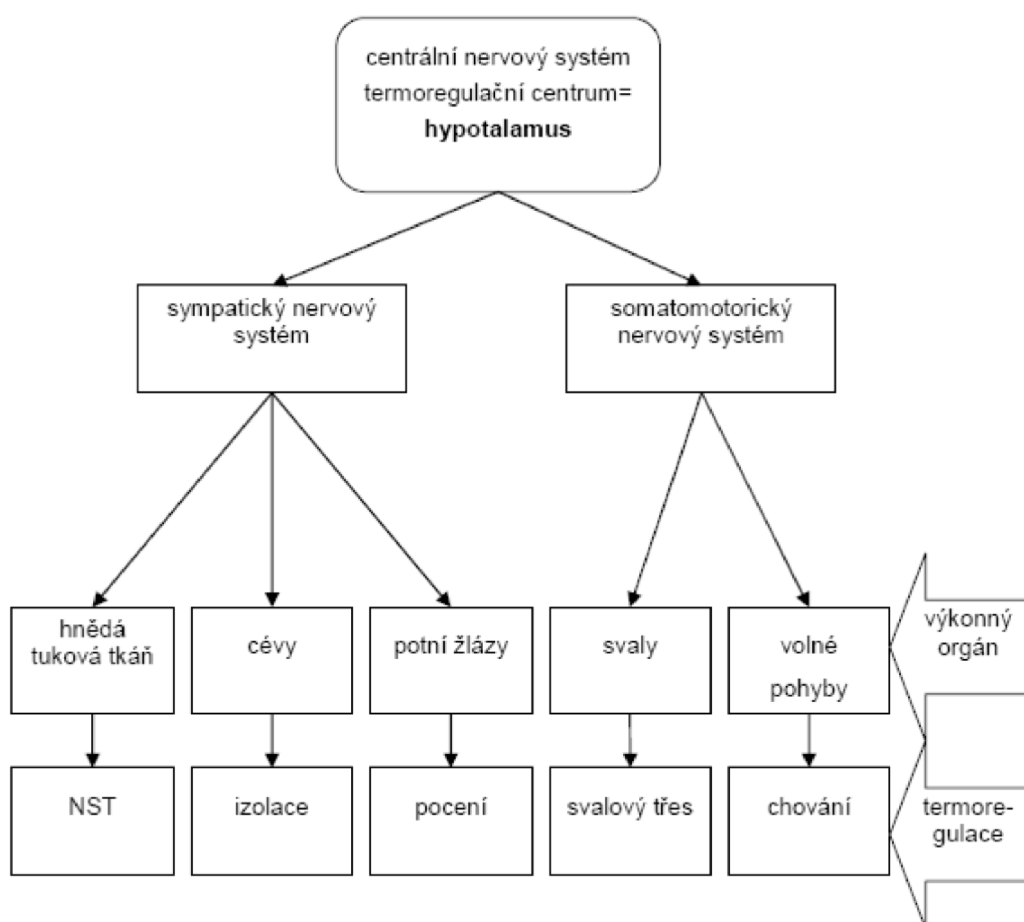 centrální nervový systém
termoregulační centrum=
hypotalamus
sympatický nervový
systém
somatomotorický
nervový systém
hnědá
tuková tkáň
cévy
potní žlázy
svaly
volné
pohyby
výkonný
orgán
NST
izolace
pocení
svalový třes
chování
termore-
gulace